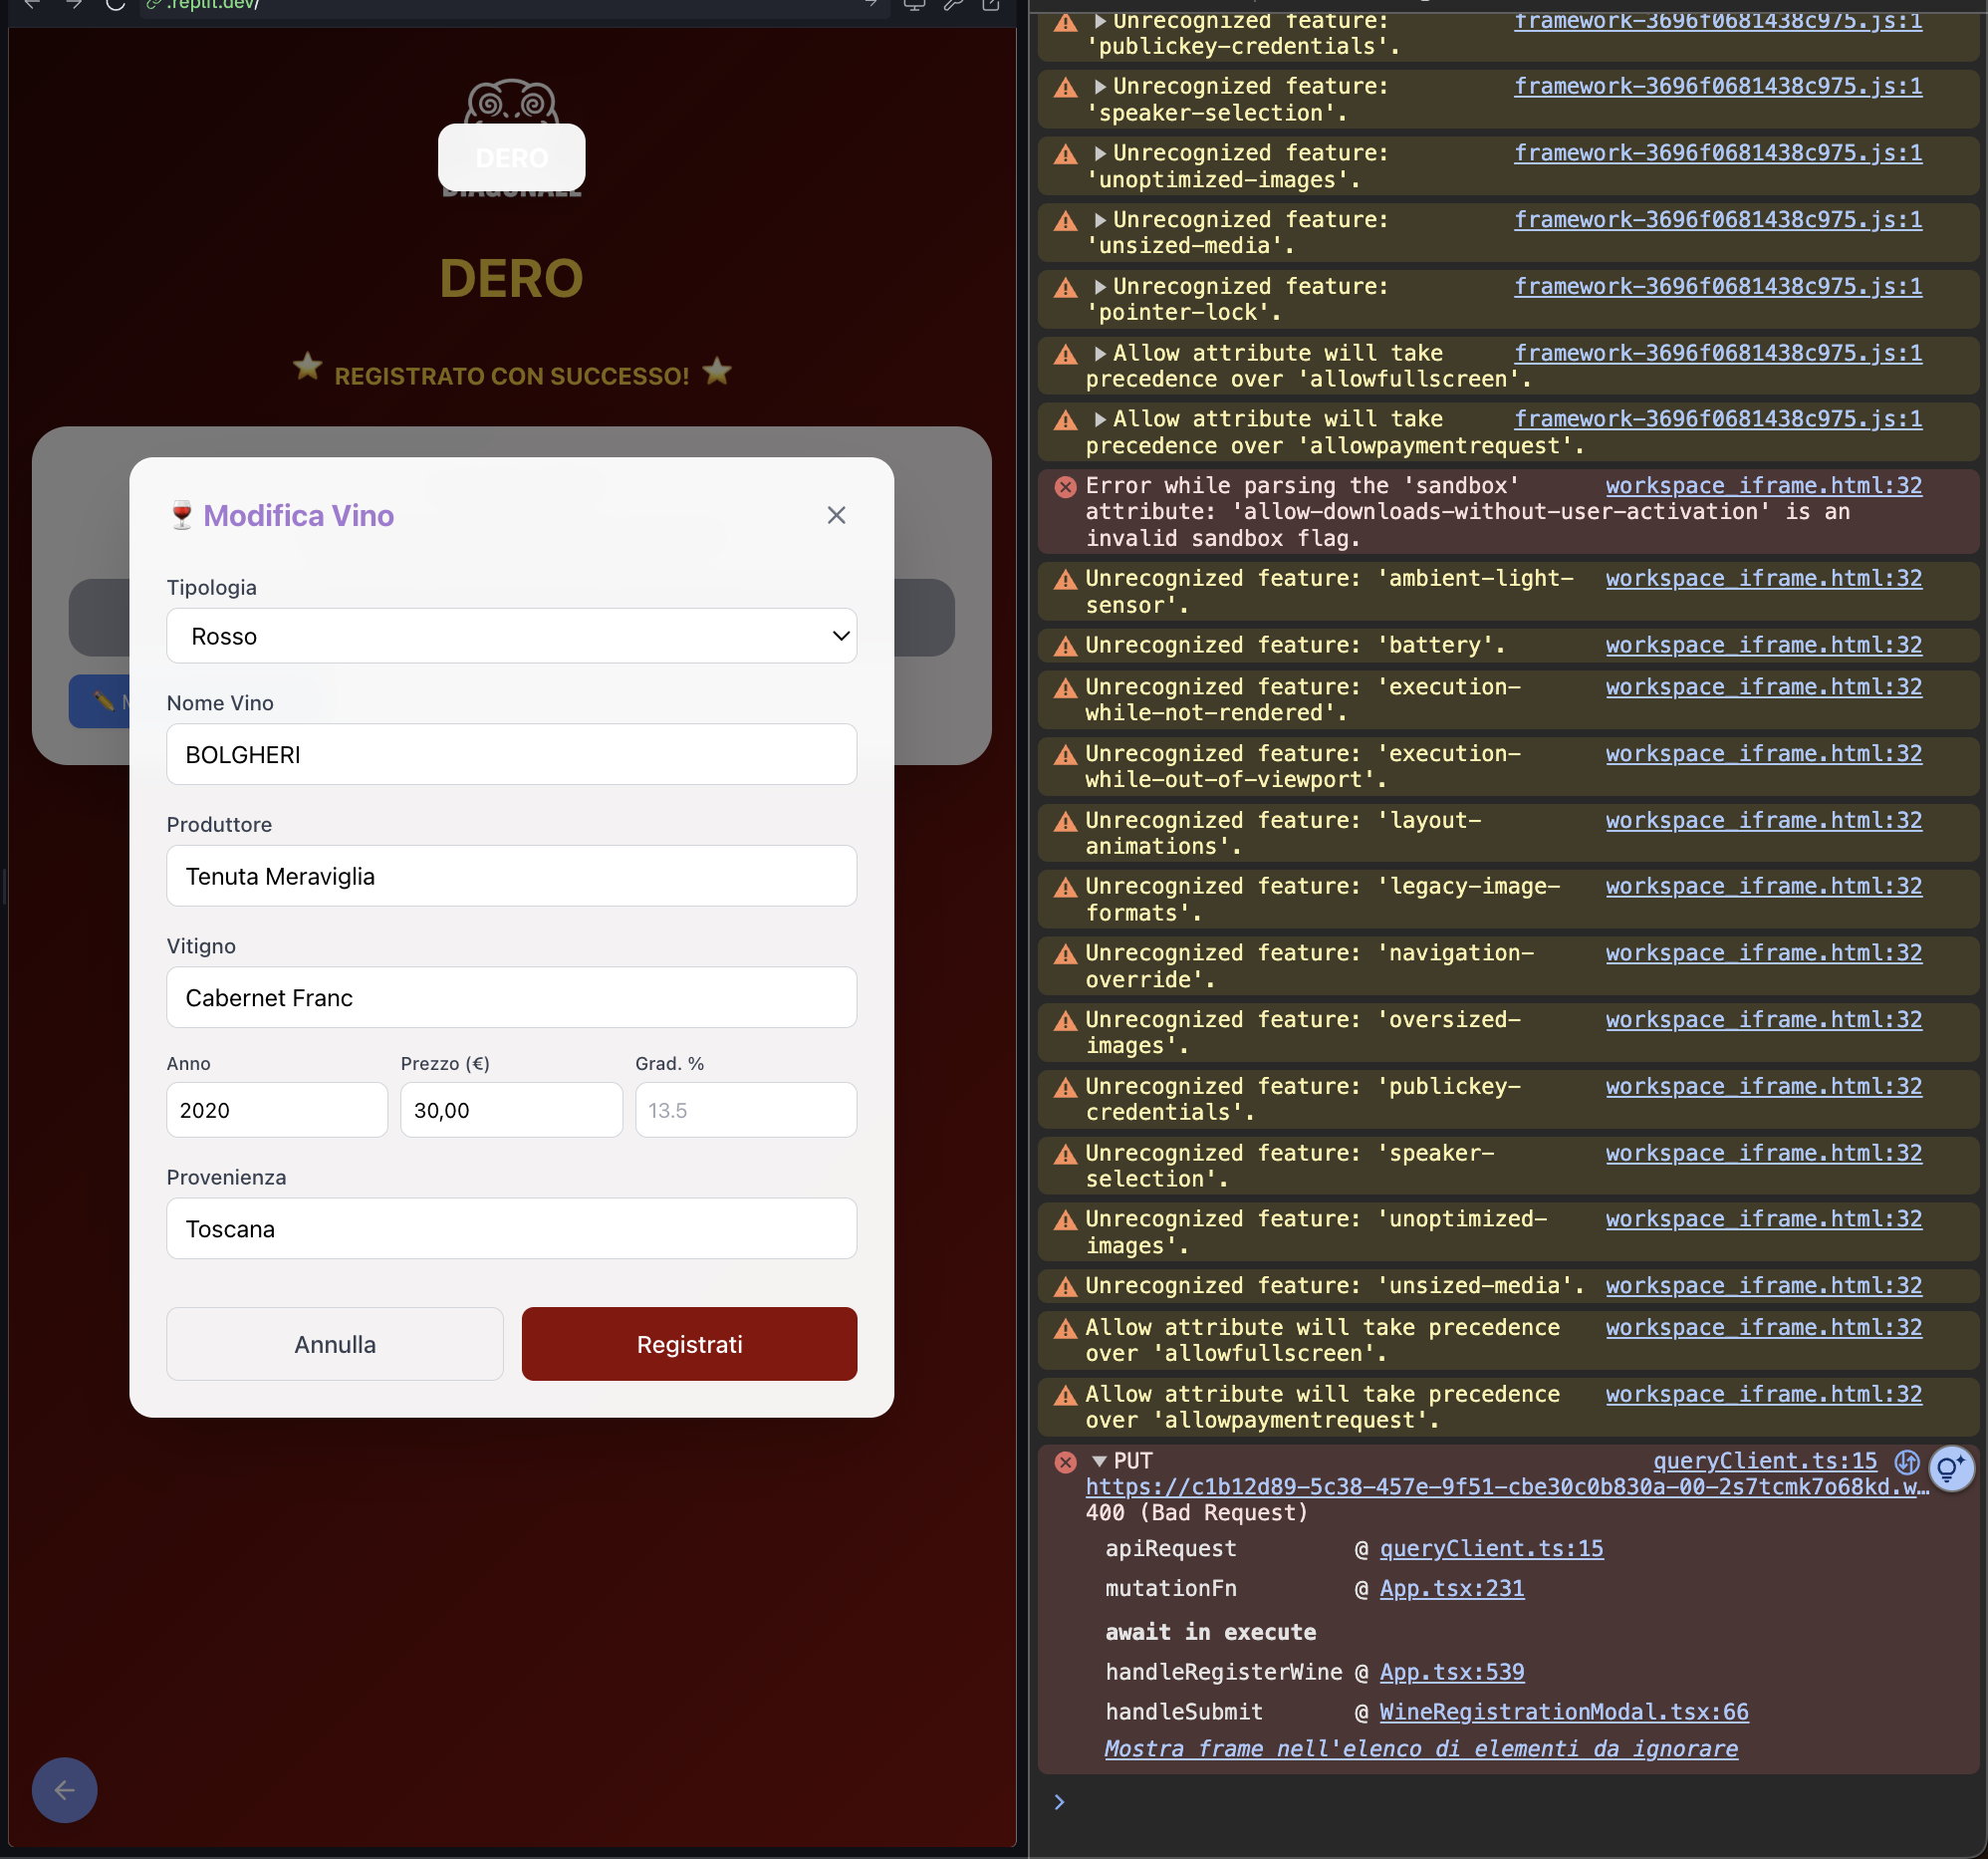 .replit.dev/
DERO
DERO
REGISTRATO CON SUCCESSO!
Modifica Vino
Tipologia
Rosso
Nome Vino
BOLGHERI
Produttore
Tenuta Meraviglia
Vitigno
Cabernet Franc
Anno
Prezzo (€)
Grad. %
2020
30,00
13.5
Provenienza
Toscana
Annulla
Registrati
Unrecognized feature: framework-3696f0681438c975.js:1
'publickey-credentials'.
Unrecognized feature: framework-3696f0681438c975.js:1
'speaker-selection'.
Unrecognized feature: framework-3696f0681438c975.js:1
'unoptimized-images'.
Unrecognized feature: framework-3696f0681438c975.js:1
'unsized-media'.
Unrecognized feature: framework-3696f0681438c975.js:1
'pointer-lock'.
Allow attribute will take framework-3696f0681438c975.js:1
precedence over 'allowfullscreen'.
Allow attribute will take framework-3696f0681438c975.js:1
precedence over 'allowpaymentrequest'.
Error while parsing the 'sandbox' workspace_iframe.html:32
attribute: 'allow-downloads-without-user-activation' is an
invalid sandbox flag.
Unrecognized feature: 'ambient-light- workspace_iframe.html:32
sensor'.
Unrecognized feature: 'battery'. workspace_iframe.html:32
Unrecognized feature: 'execution- workspace_iframe.html:32
while-not-rendered'.
Unrecognized feature: 'execution- workspace_iframe.html:32
while-out-of-viewport'.
Unrecognized feature: 'layout- workspace_iframe.html:32
animations'.
Unrecognized feature: 'legacy-image- workspace_iframe.html:32
formats'.
Unrecognized feature: 'navigation- workspace_iframe.html:32
override'.
Unrecognized feature: 'oversized- workspace_iframe.html:32
images'.
Unrecognized feature: 'publickey- workspace_iframe.html:32
credentials'.
Unrecognized feature: 'speaker- workspace_iframe.html:32
selection'.
Unrecognized feature: 'unoptimized- workspace_iframe.html:32
images'.
Unrecognized feature: 'unsized-media'. workspace_iframe.html:32
Allow attribute will take precedence workspace_iframe.html:32
over 'allowfullscreen'.
Allow attribute will take precedence workspace_iframe.html:32
over 'allowpaymentrequest'.
PUT queryClient.ts:15
https://c1b12d89-5c38-457e-9f51-cbe30c0b830a-00-2s7tcmk7o68kd.w…
400 (Bad Request)
apiRequest @ queryClient.ts:15
mutationFn @ App.tsx:231
await in execute
handleRegisterWine @ App.tsx:539
handleSubmit @ WineRegistrationModal.tsx:66
Mostra frame nell'elenco di elementi da ignorare